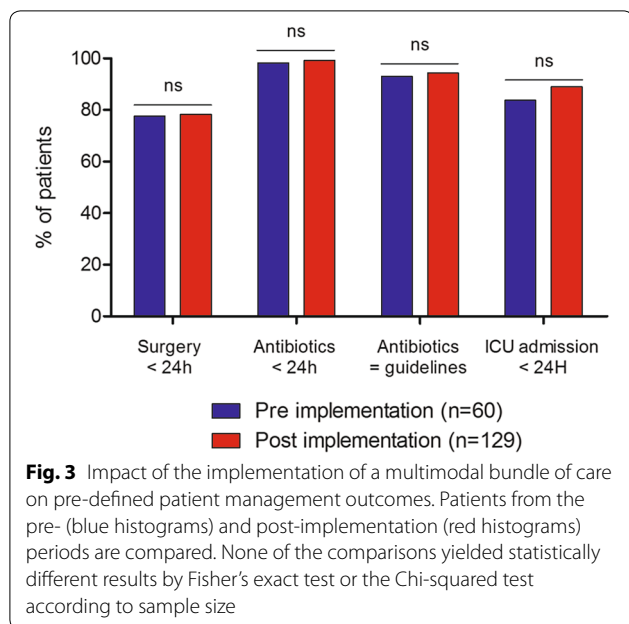 ns
ns
ns
ns
100
80
60
40
20
0
% of patients
Surgery
< 24h
Antibiotics
< 24h
Antibiotics
= guidelines
ICU admission
< 24H
Pre implementation (n=60)
Post implementation (n=129)
Fig. 3 Impact of the implementation of a multimodal bundle of care
on pre-defined patient management outcomes. Patients from the
pre- (blue histograms) and post-implementation (red histograms)
periods are compared. None of the comparisons yielded statistically
different results by Fisher’s exact test or the Chi-squared test
according to sample size